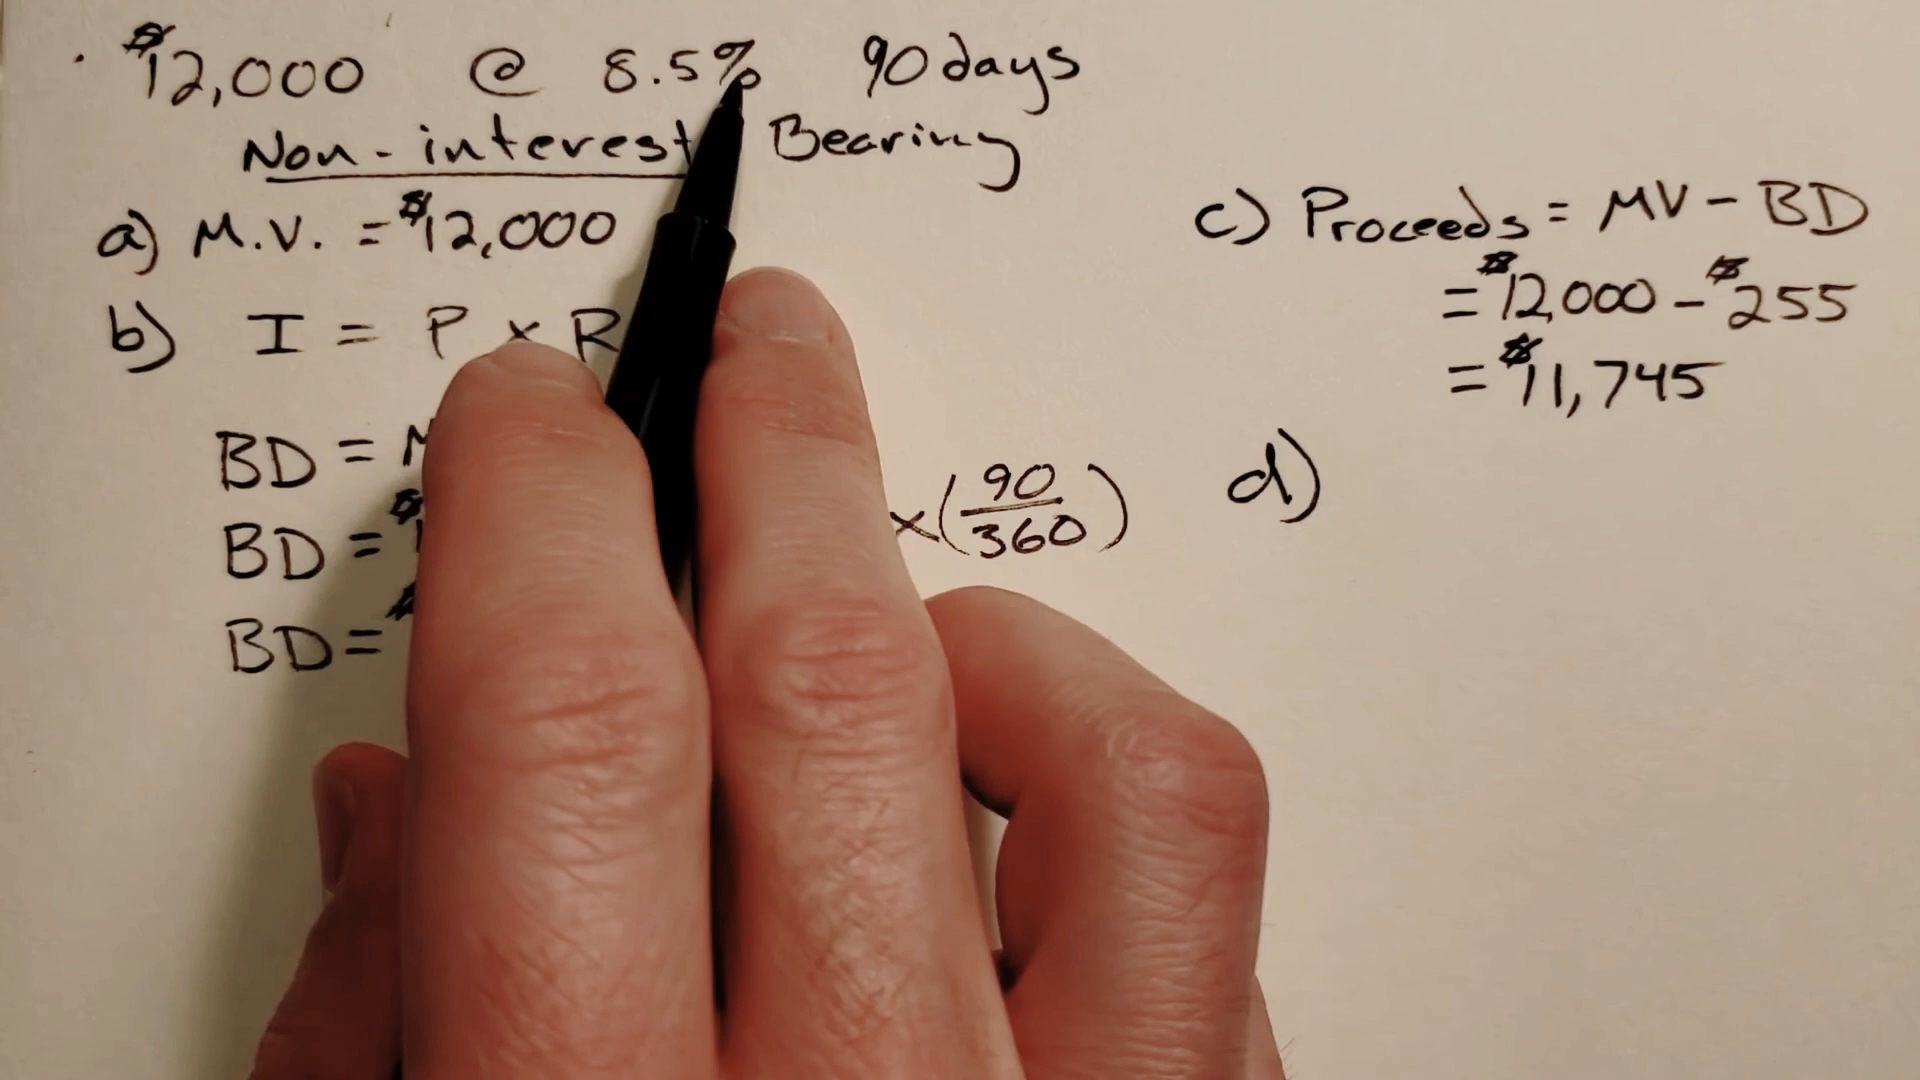 $12,000 @ 8.5% 90 days
Non-interest Bearing
a) M.V. = $12,000
b) I = P × R
BD =
BD = $ ×(90/360)
BD = $
c) Proceeds = MV - BD
= $12,000 - $255
= $11,745
d)